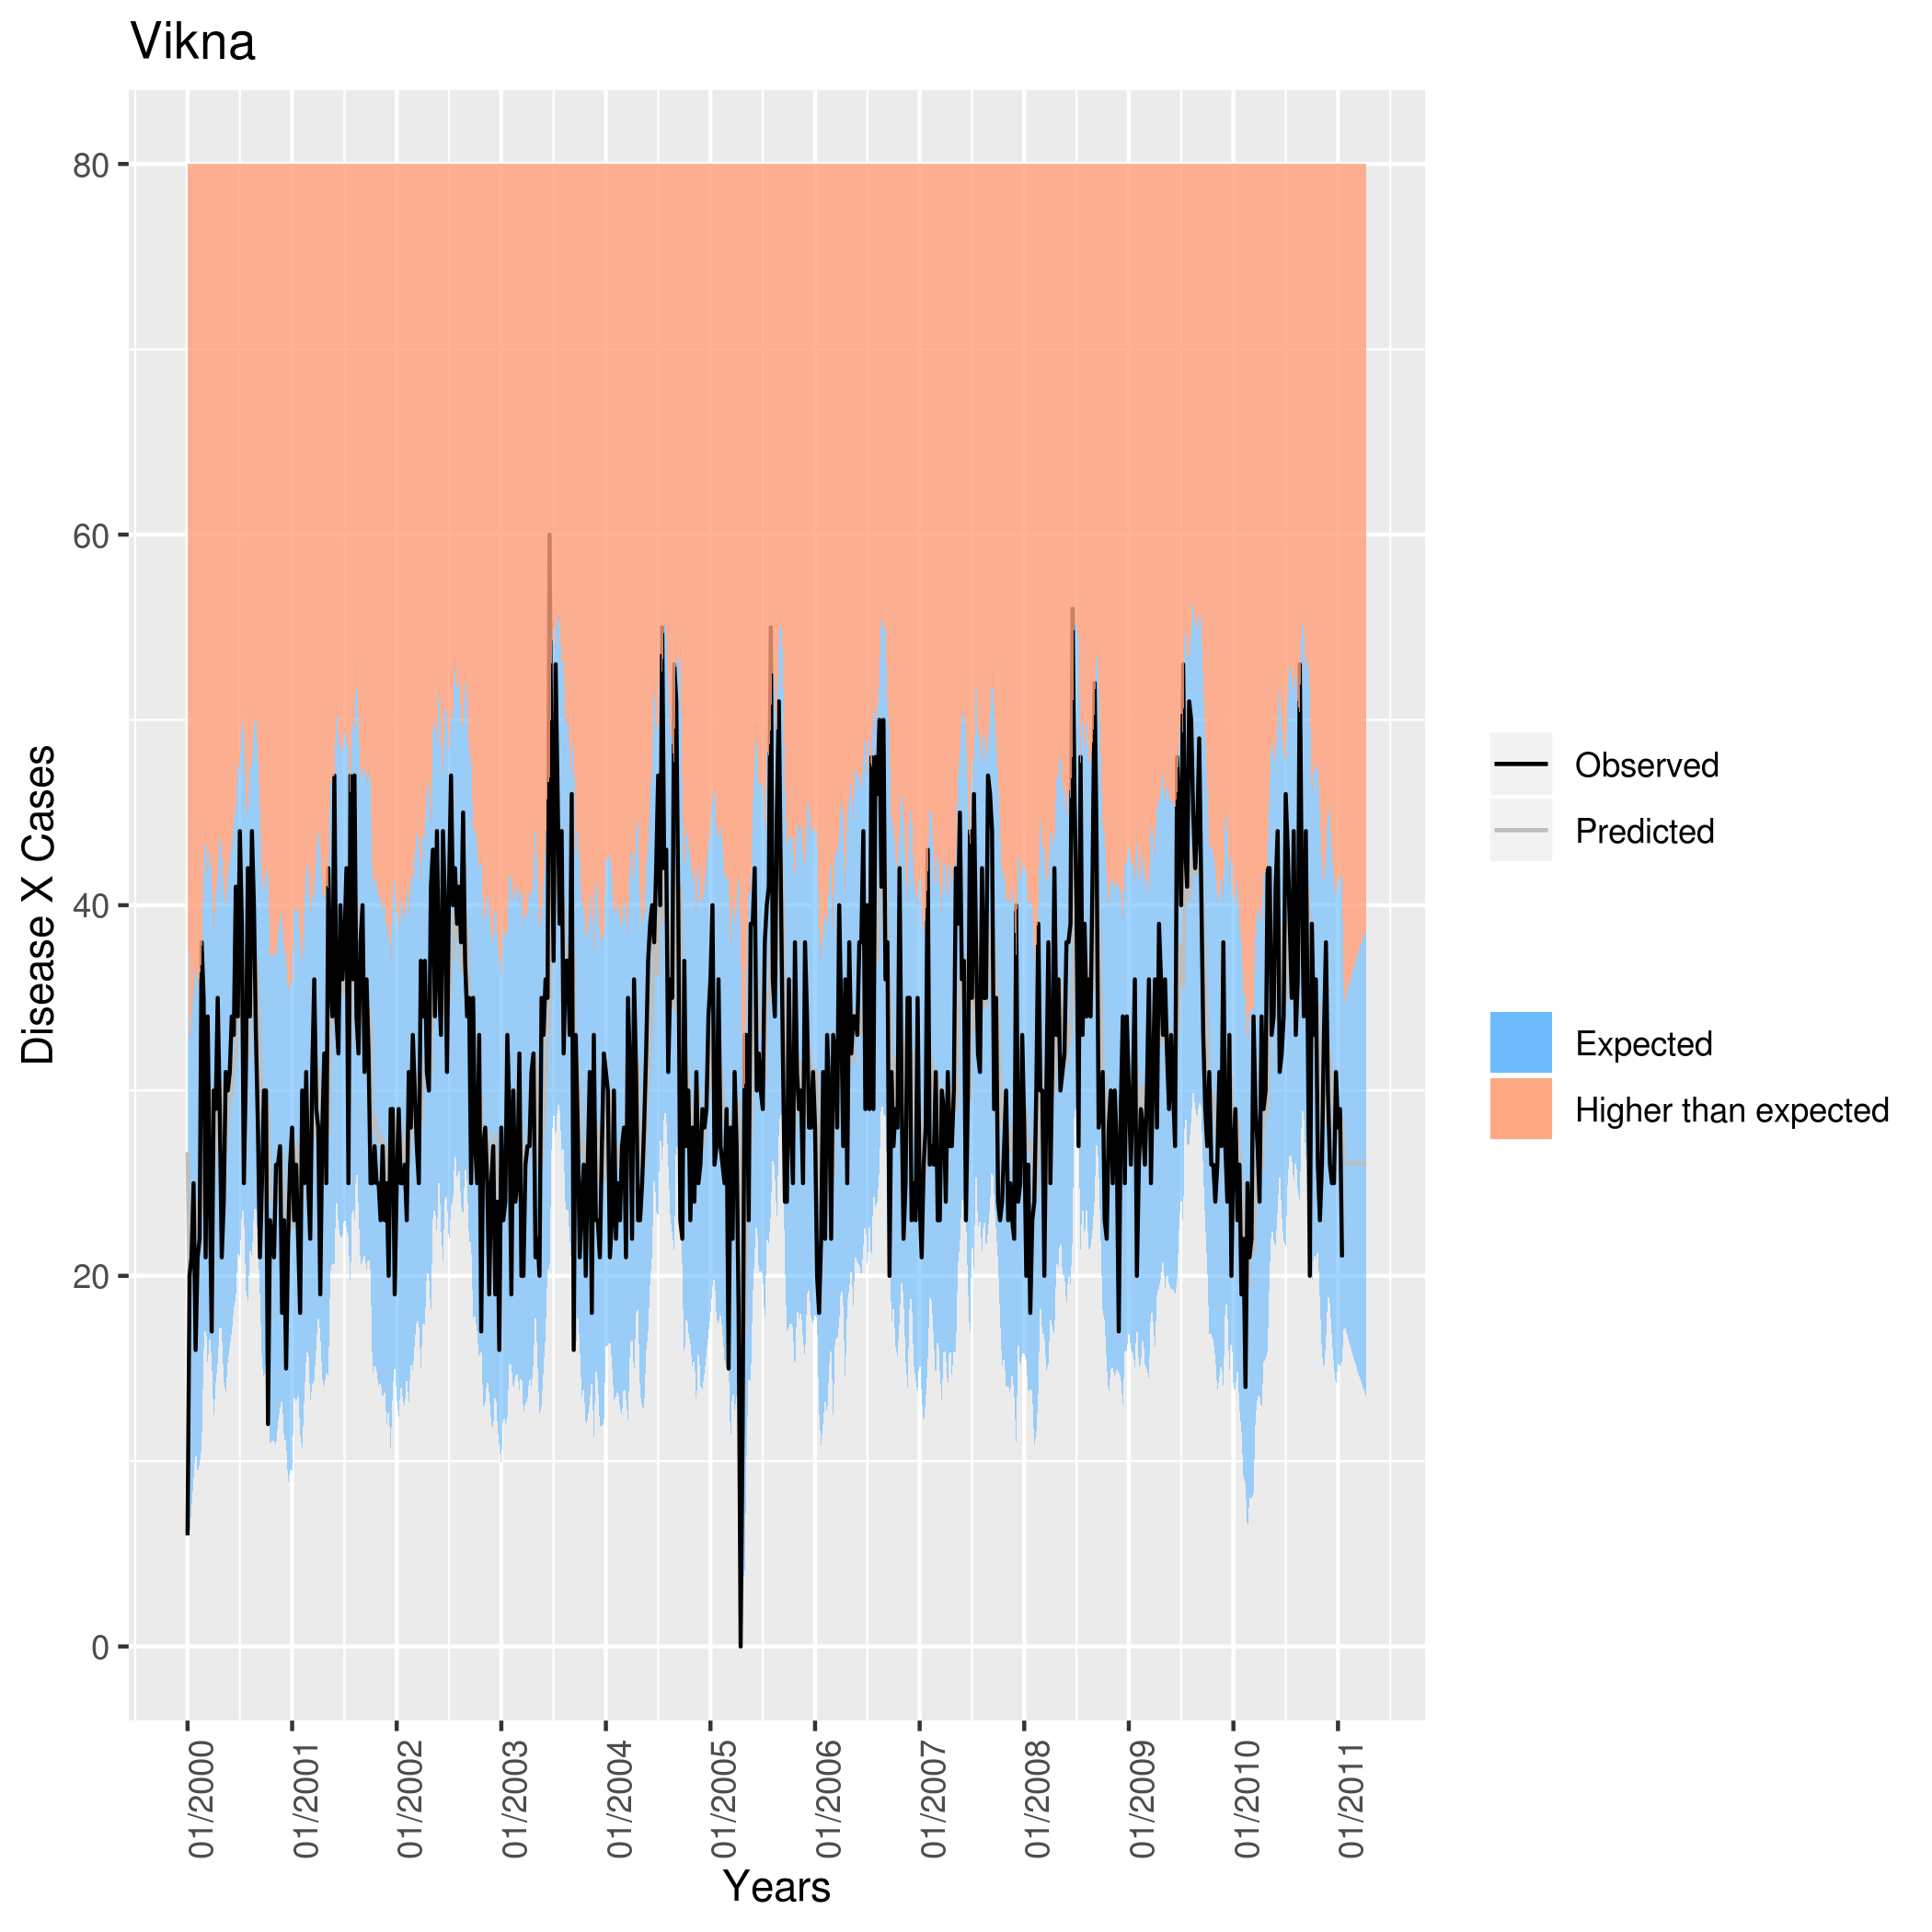 Vikna
Disease X Cases
80
60
40
20
0
01/2000
01/2001
01/2002
01/2003
01/2004
01/2005
01/2006
01/2007
01/2008
01/2009
01/2010
01/2011
Years
Observed
Predicted
Expected
Higher than expected